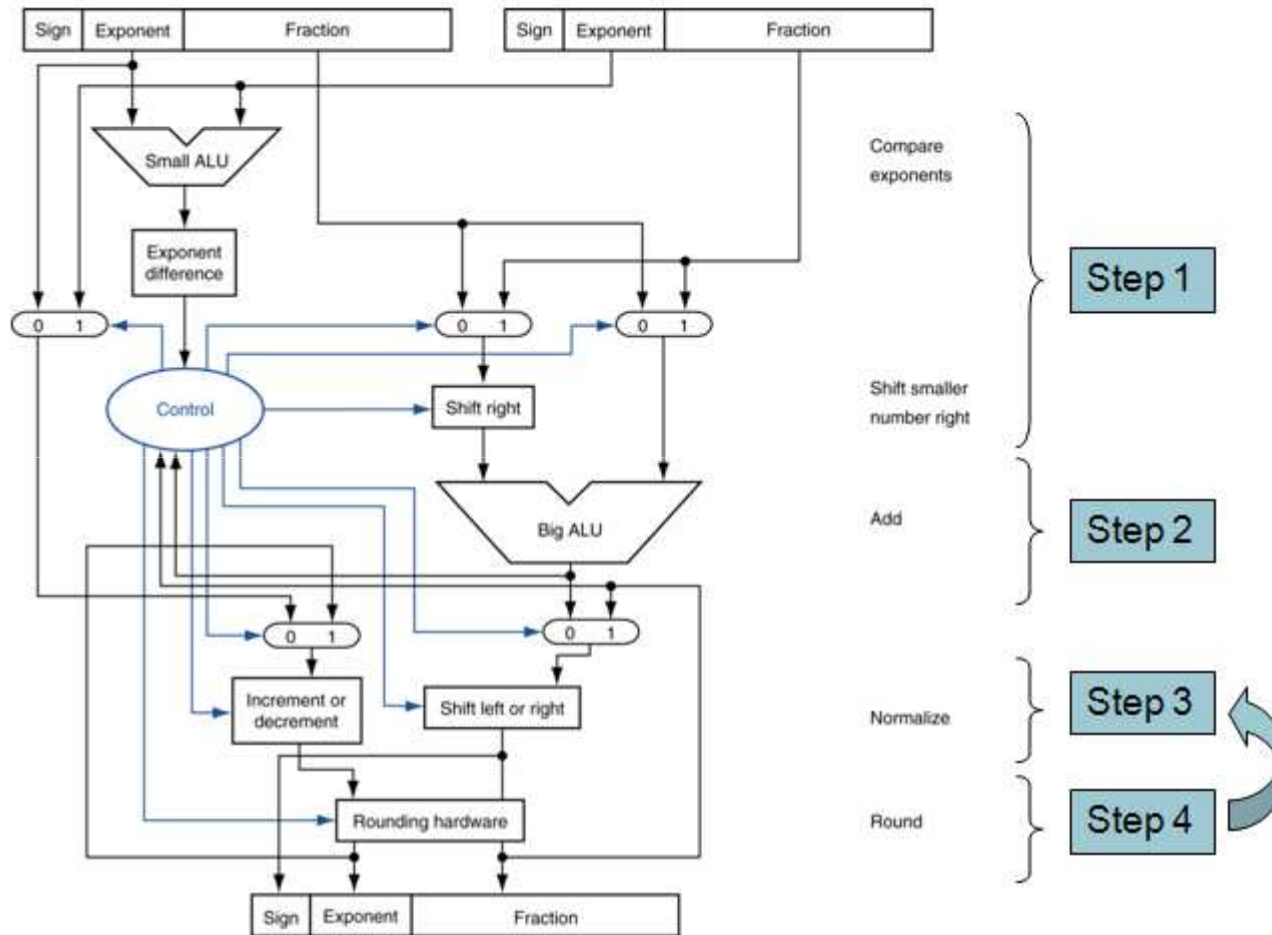 Sign Exponent Fraction
Sign Exponent Fraction
Small ALU
Compare
exponents
Exponent
difference
Step 1
0 1
0 1
0 1
Control
Shift right
Shift smaller
number right
Big ALU
Add
Step 2
0 1
0 1
Increment or
decrement
Shift left or right
Normalize
Step 3
Rounding hardware
Round
Step 4
Sign Exponent Fraction